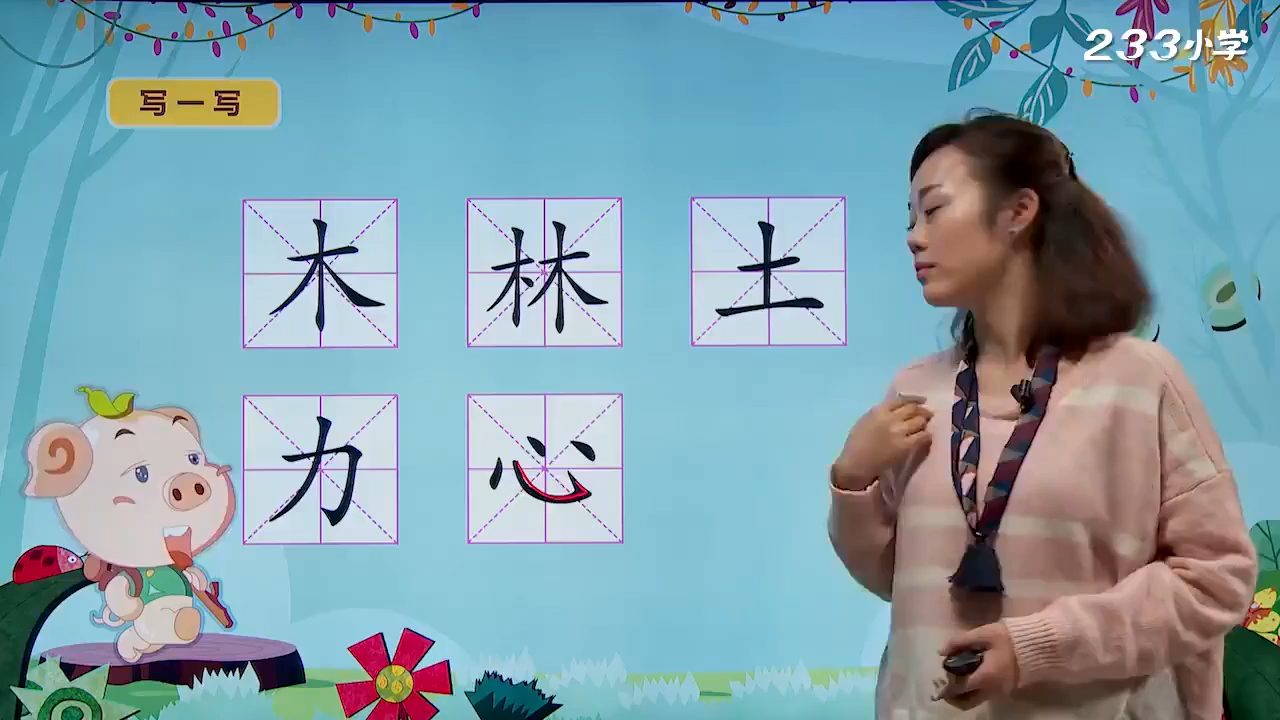 233小学
写一写
木 林 土
力 心